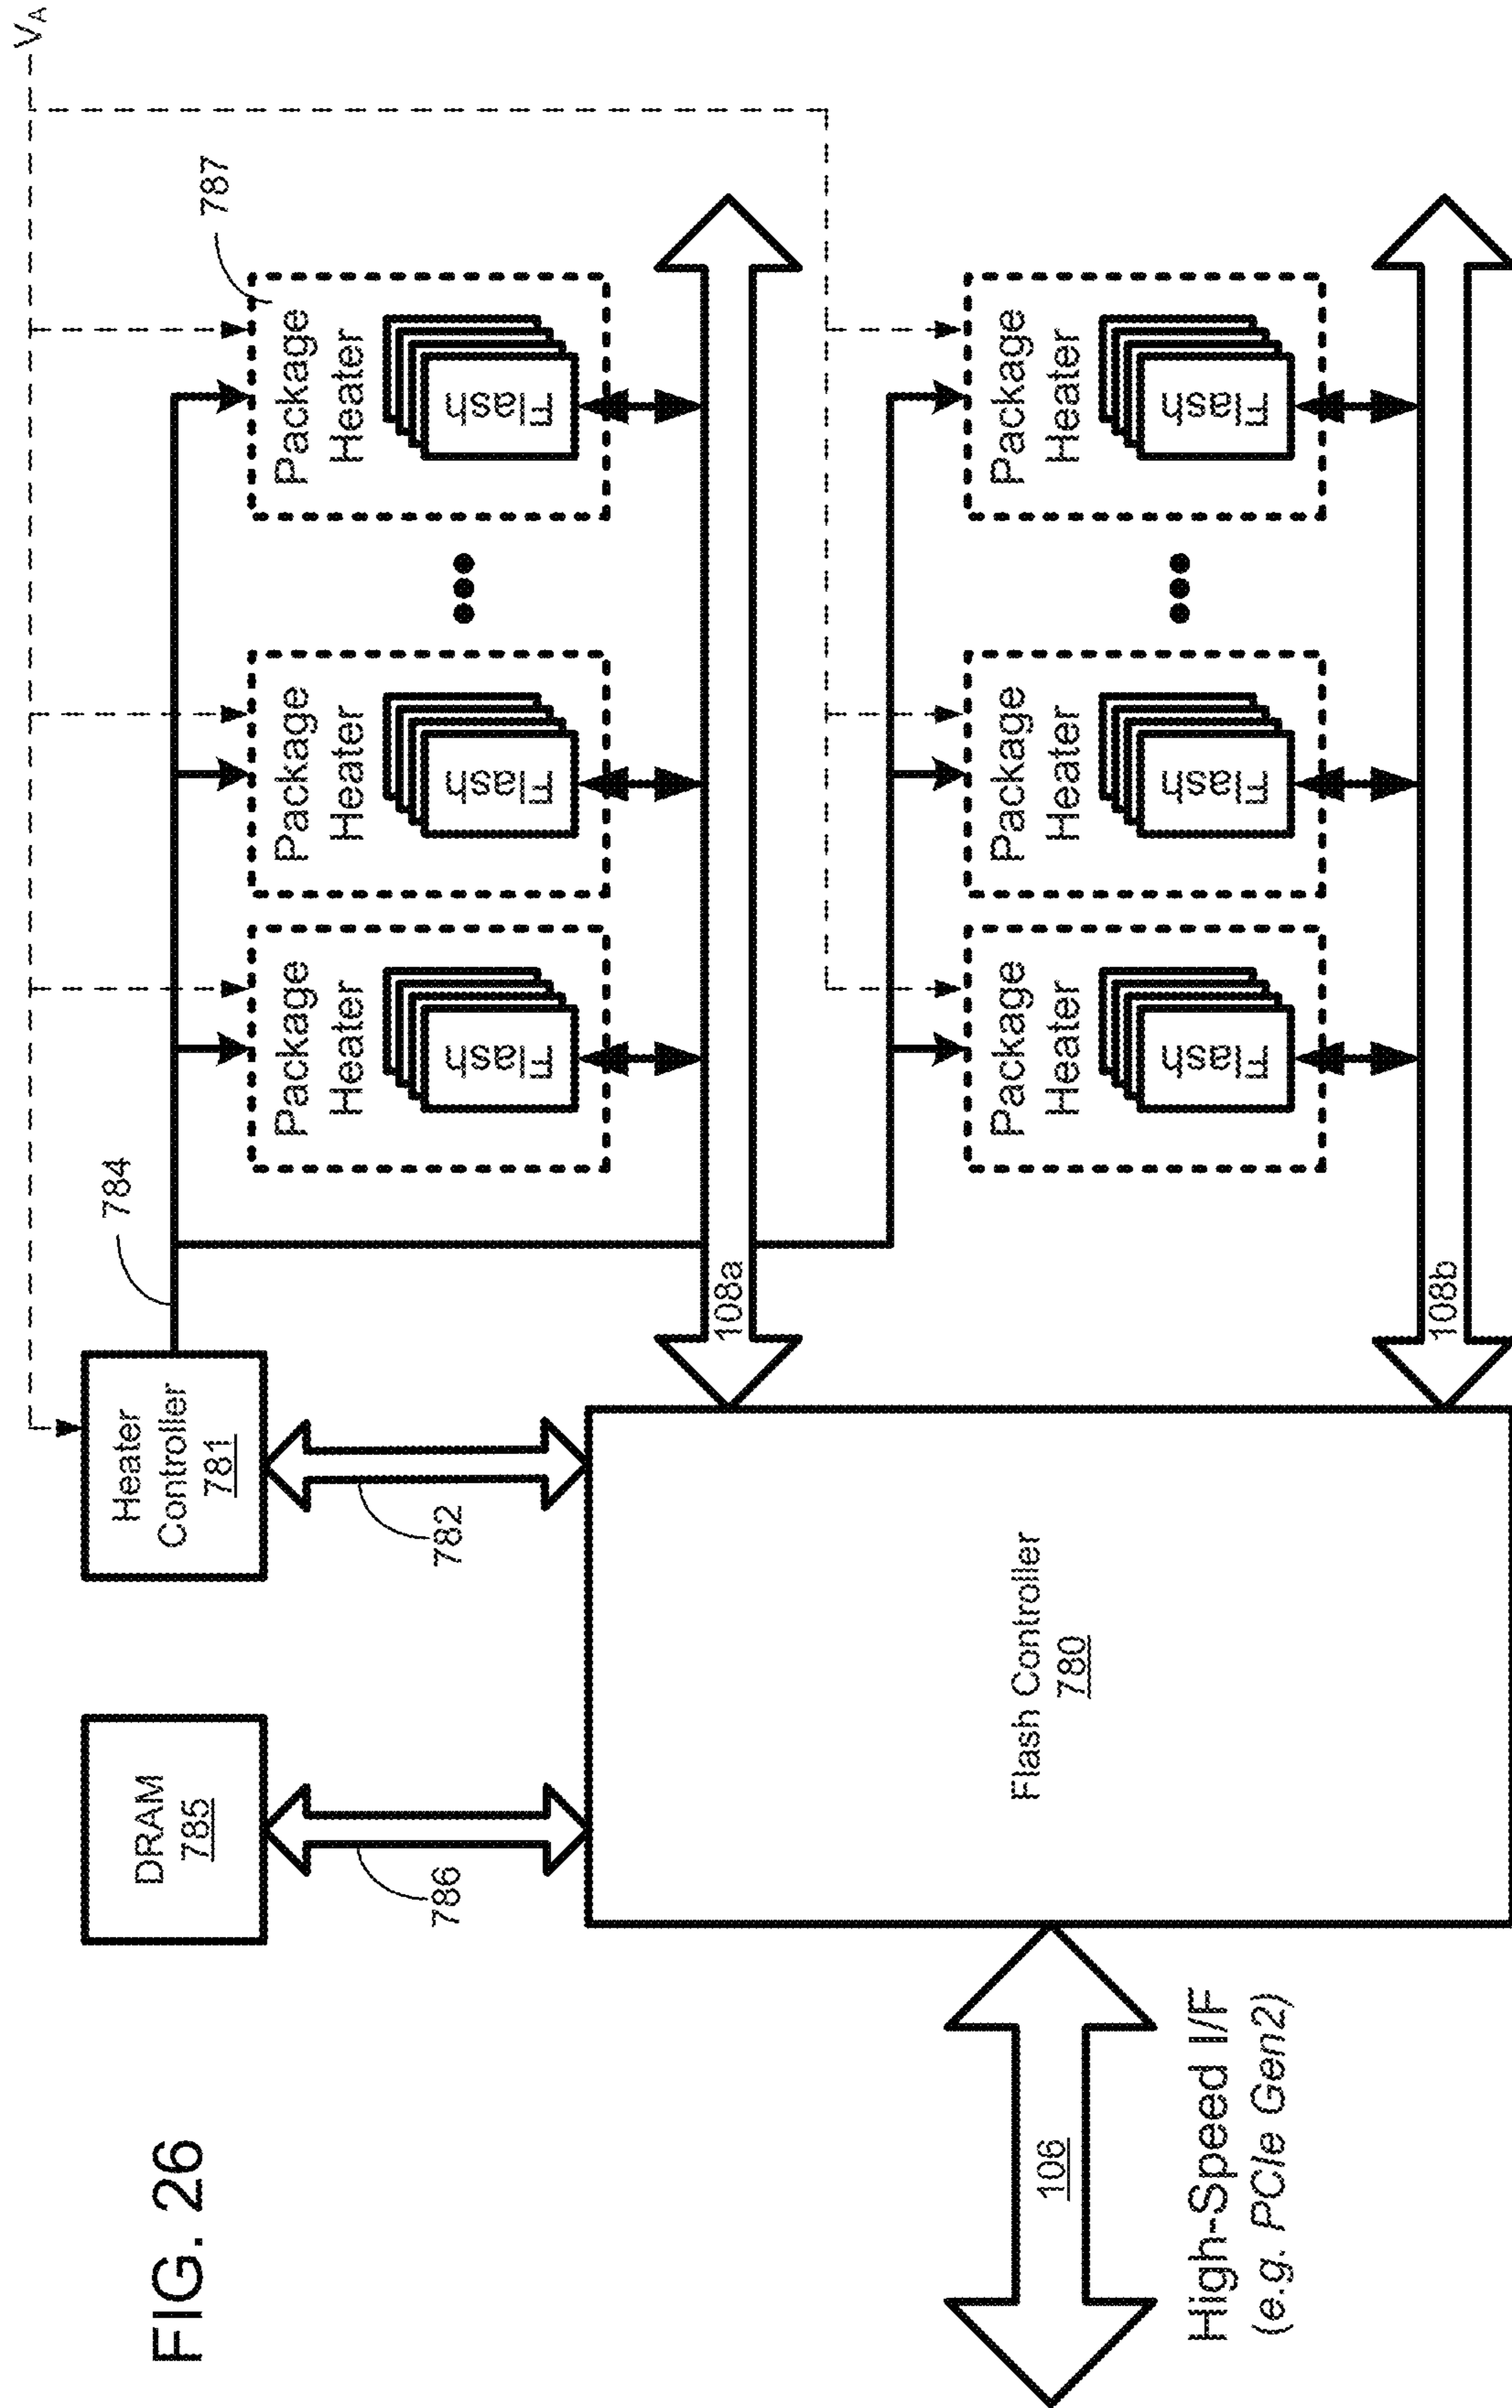 FIG. 26
V_A
DRAM
785
Heater
Controller
781
784
787
786
782
Package
Heater
Flash
Package
Heater
Flash
Package
Heater
Flash
108a
Flash Controller
780
106
High-Speed I/F
(e.g. PCIe Gen2)
Package
Heater
Flash
Package
Heater
Flash
Package
Heater
Flash
108b